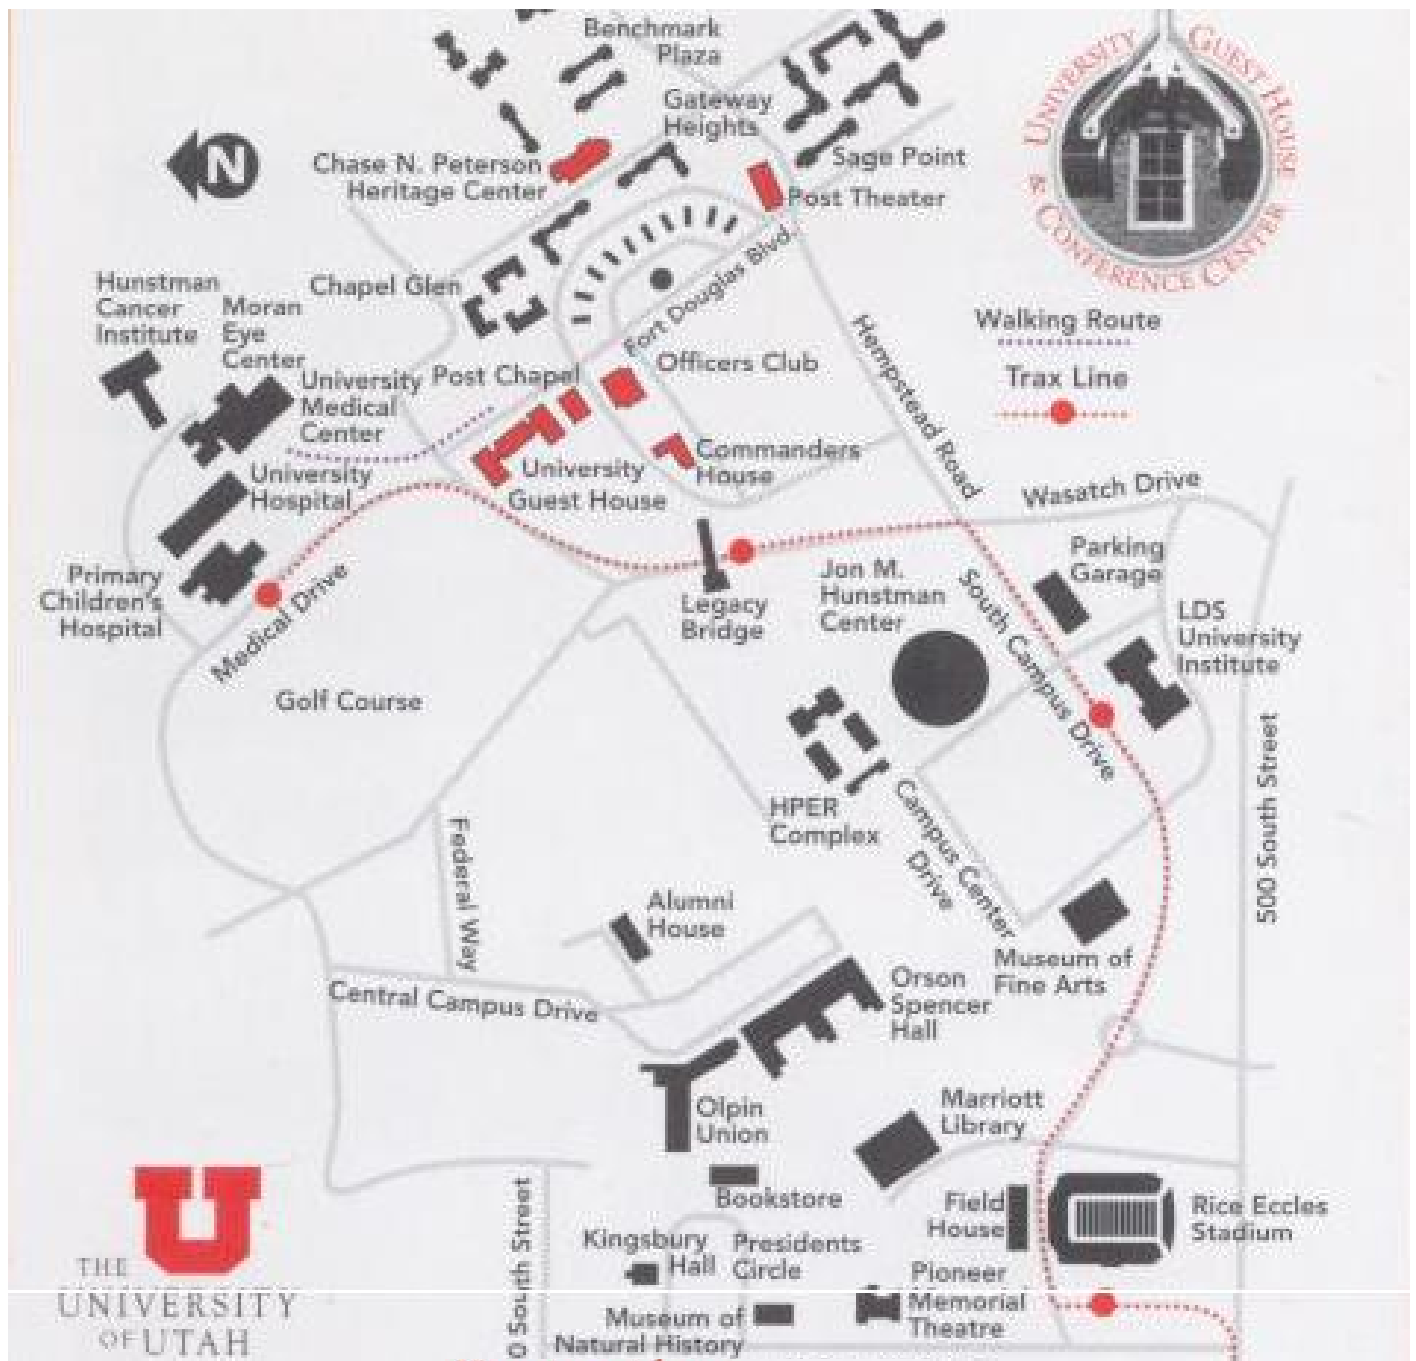 Benchmark
Plaza
Gateway
Heights
UNIVERSITY GUEST HOUSE
& CONFERENCE CENTER
N
Chase N. Peterson
Heritage Center
Sage Point
Post Theater
Fort Douglas Blvd.
Hunstman
Cancer
Institute
Moran
Eye
Center
Chapel Glen
Walking Route
Trax Line
Hempstead Road
Officers Club
University
Medical
Center
Post Chapel
Commanders
House
University
Hospital
University
Guest House
Wasatch Drive
Parking
Garage
Primary
Children's
Hospital
Medical Drive
Legacy
Bridge
Jon M.
Hunstman
Center
South Campus Drive
LDS
University
Institute
Golf Course
500 South Street
HPER
Complex
Campus Center
Drive
Federal Way
Alumni
House
Museum of
Fine Arts
Central Campus Drive
Orson
Spencer
Hall
Olpin
Union
Marriott
Library
Bookstore
Field
House
Rice Eccles
Stadium
0 South Street
Kingsbury
Hall
Presidents
Circle
Pioneer
Memorial
Theatre
Museum of
Natural History
U
THE
UNIVERSITY
OF UTAH